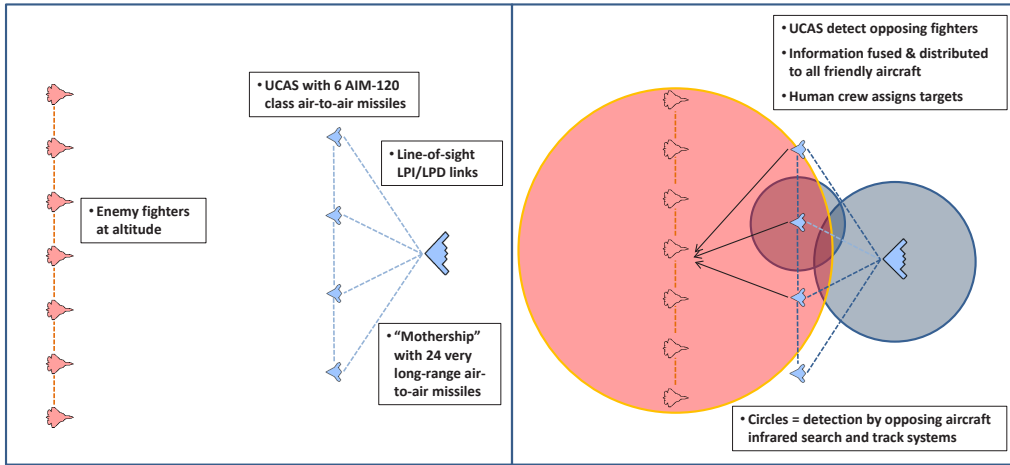 • UCAS with 6 AIM-120
class air-to-air missiles
• Line-of-sight
LPI/LPD links
• Enemy fighters
at altitude
• “Mothership”
with 24 very
long-range air-
to-air missiles
• UCAS detect opposing fighters
• Information fused & distributed
to all friendly aircraft
• Human crew assigns targets
• Circles = detection by opposing aircraft
infrared search and track systems